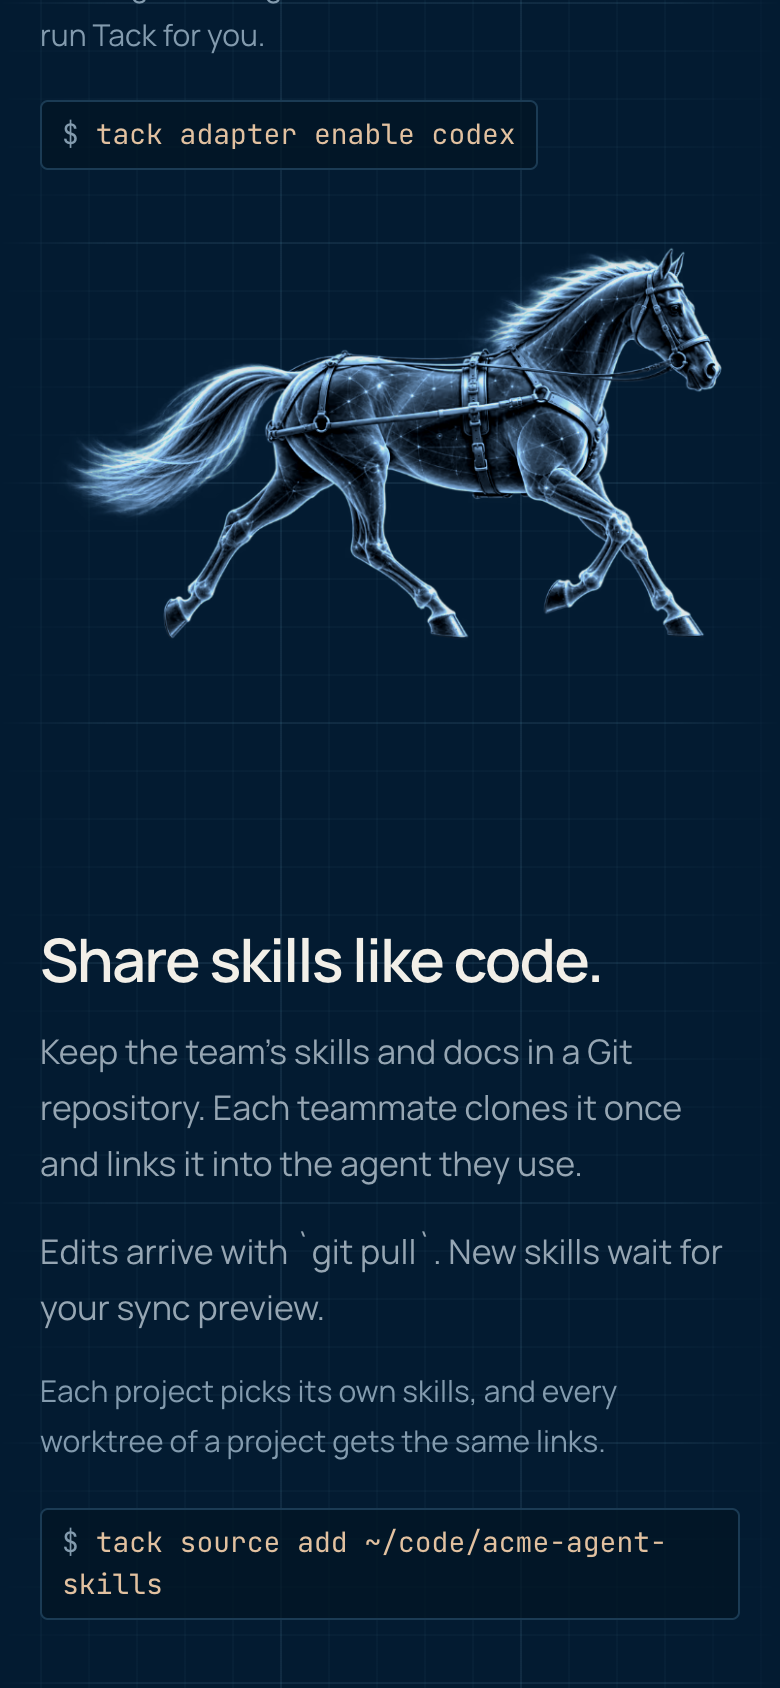 run Tack for you.
$ tack adapter enable codex
Share skills like code.
Keep the team’s skills and docs in a Git
repository. Each teammate clones it once
and links it into the agent they use.
Edits arrive with `git pull`. New skills wait for
your sync preview.
Each project picks its own skills, and every
worktree of a project gets the same links.
$ tack source add ~/code/acme-agent-
skills